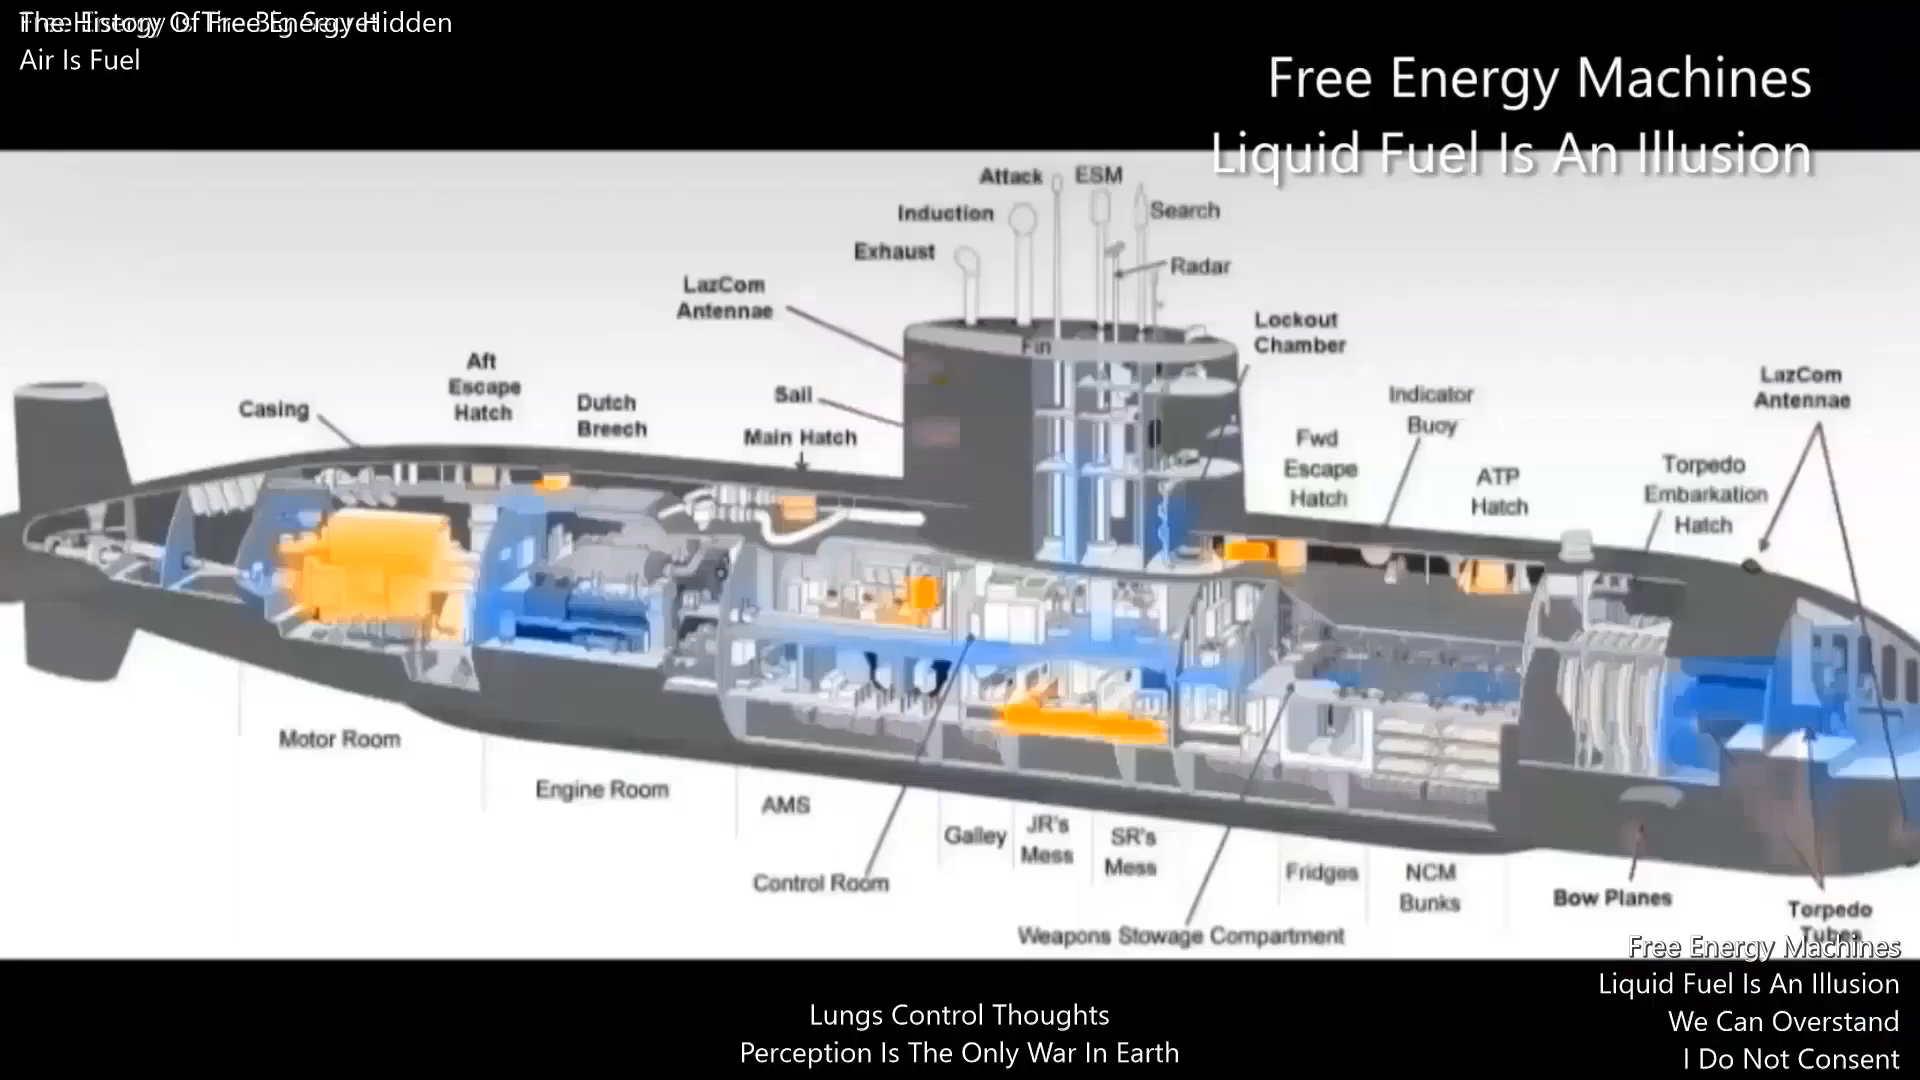 Air Is Fuel
Free Energy Machines
Liquid Fuel Is An Illusion
Attack
ESM
Induction
Search
Exhaust
Radar
LazCom
Antennae
Lockout
Chamber
Fin
Aft
Escape
Hatch
Casing
Dutch
Breech
Sail
Main Hatch
Indicator
Buoy
Fwd
Escape
Hatch
ATP
Hatch
LazCom
Antennae
Torpedo
Embarkation
Hatch
Motor Room
Engine Room
AMS
Galley
JR's
Mess
SR's
Mess
Control Room
Fridges
NCM
Bunks
Weapons Stowage Compartment
Bow Planes
Torpedo
Tubes
Free Energy Machines
Liquid Fuel Is An Illusion
We Can Overstand
I Do Not Consent
Lungs Control Thoughts
Perception Is The Only War In Earth